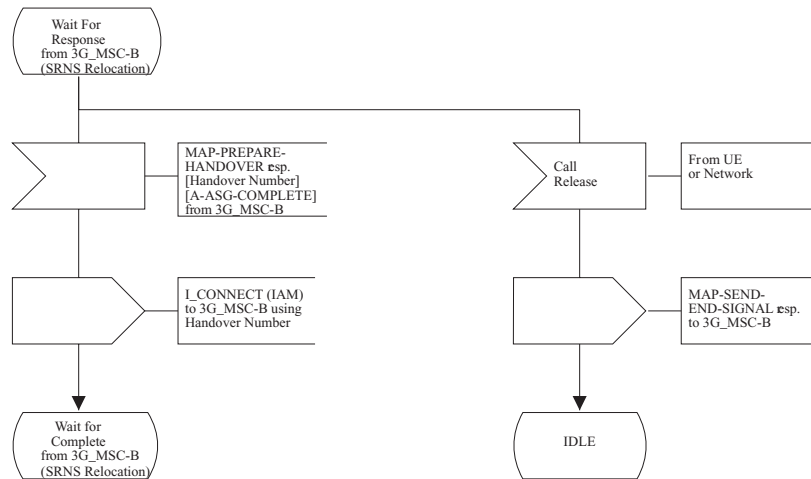 Wait For
Response
from 3G_MSC-B
(SRNS Relocation)
MAP-PREPARE-
HANDOVER resp.
[Handover Number]
[A-ASG-COMPLETE]
from 3G_MSC-B
Call
Release
From UE
or Network
I_CONNECT (IAM)
to 3G_MSC-B using
Handover Number
MAP-SEND-
END-SIGNAL resp.
to 3G_MSC-B
Wait for
Complete
from 3G_MSC-B
(SRNS Relocation)
IDLE